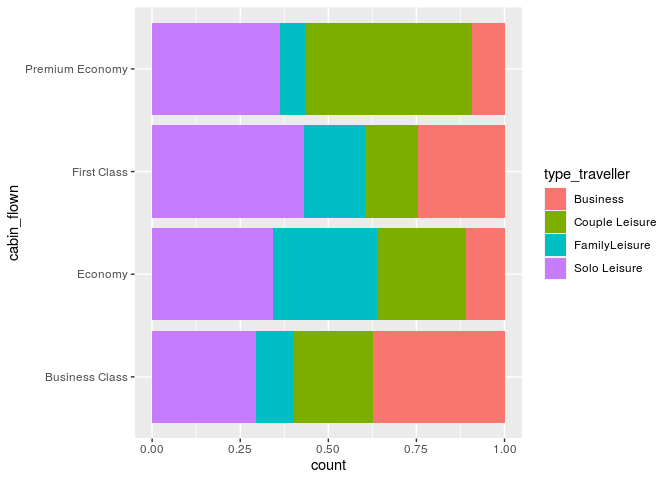 cabin_flown
Premium Economy
First Class
Economy
Business Class
0.00 0.25 0.50 0.75 1.00
count
type_traveller
Business
Couple Leisure
FamilyLeisure
Solo Leisure